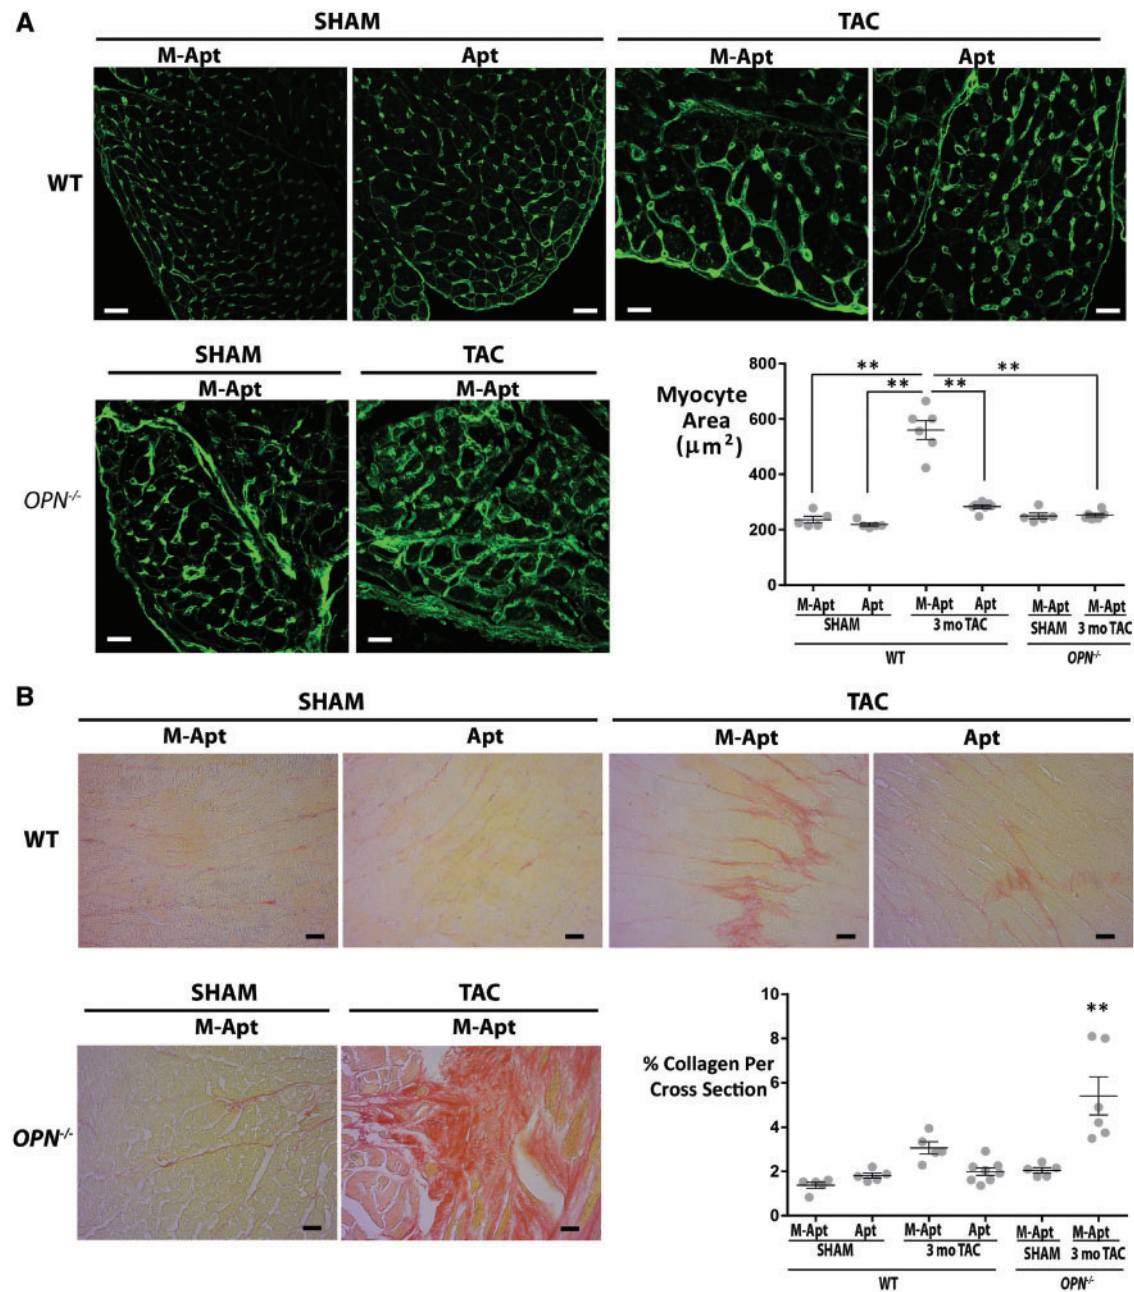 A
SHAM
TAC
M-Apt Apt M-Apt Apt
WT
SHAM TAC
M-Apt M-Apt
OPN-/-
Myocyte
Area
(μm2)
800
600
400
200
0
** ** ** **
M-Apt Apt M-Apt Apt M-Apt M-Apt
SHAM 3 mo TAC SHAM 3 mo TAC
WT OPN-/-
B
SHAM TAC
M-Apt Apt M-Apt Apt
WT
SHAM TAC
M-Apt M-Apt
OPN-/-
% Collagen Per
Cross Section
10
8
6
4
2
0
**
M-Apt Apt M-Apt Apt M-Apt M-Apt
SHAM 3 mo TAC SHAM 3 mo TAC
WT OPN-/-